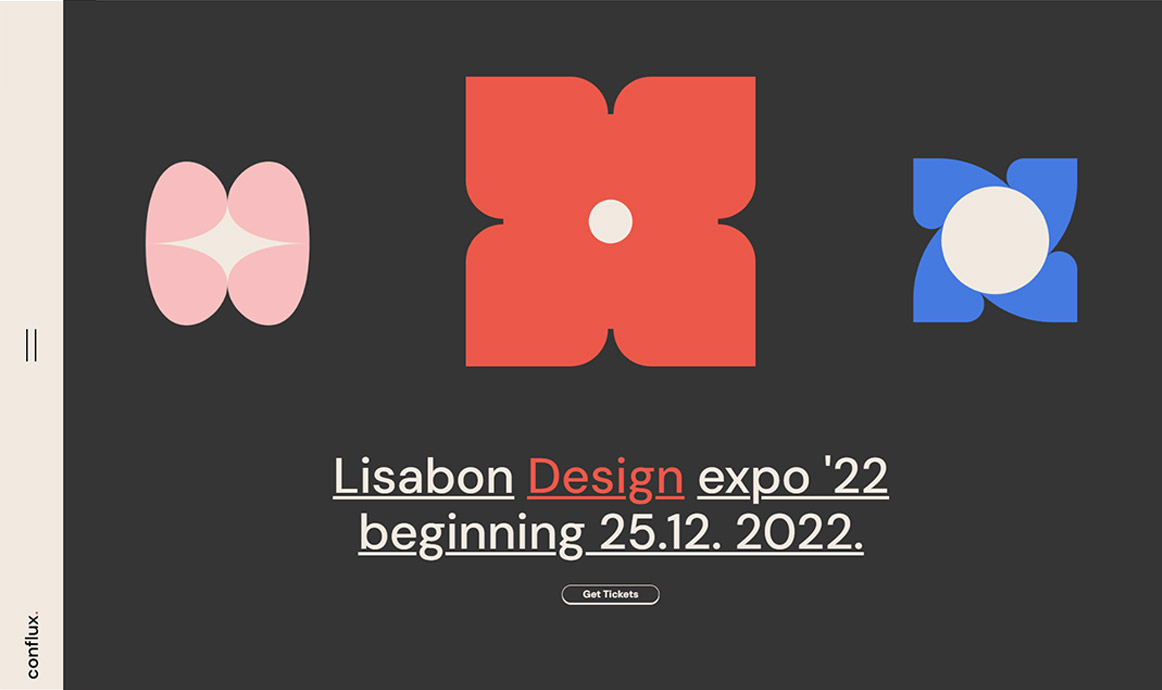 Lisabon Design expo '22
beginning 25.12. 2022.
Get Tickets
conflux.